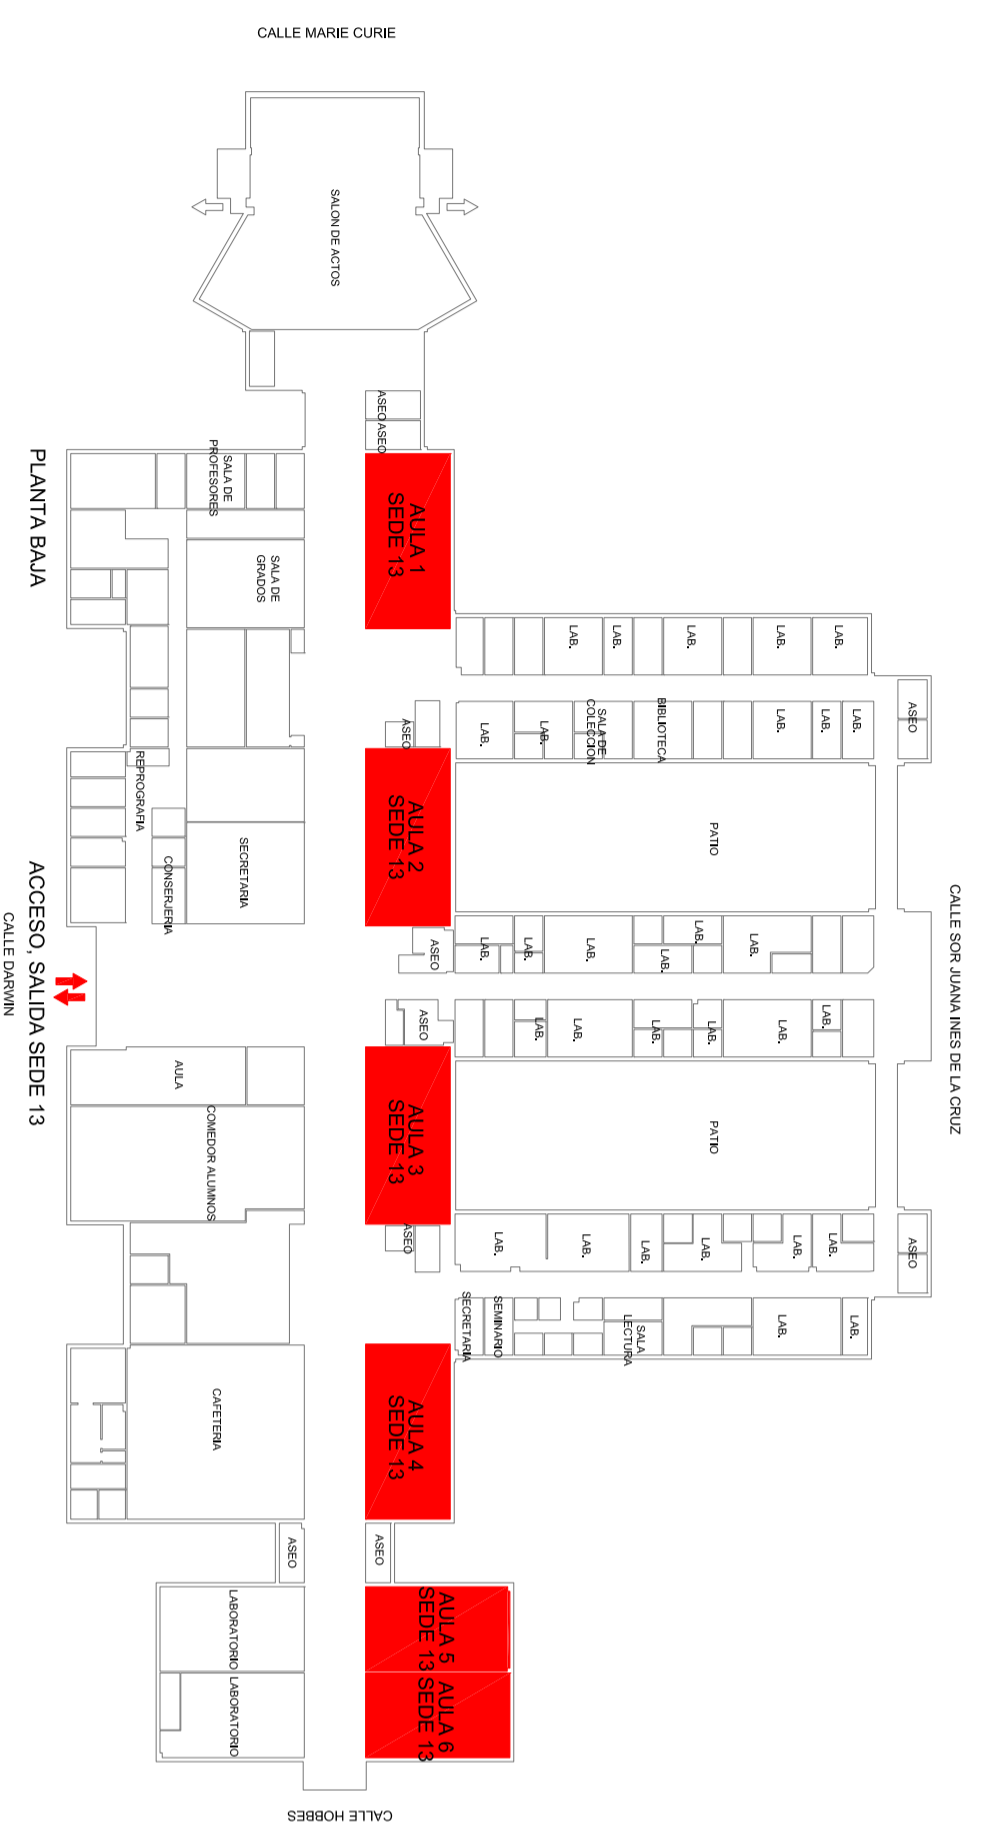 CALLE MARIE CURIE
SALON DE ACTOS
ASEO
ASEO
SALA DE
PROFESORES
AULA 1
SEDE 13
PLANTA BAJA
SALA DE
GRADOS
LAB.
LAB.
LAB.
LAB.
LAB.
ASEO
ASEO
LAB.
LAB.
SALA DE
COLECCION
BIBLIOTECA
LAB.
LAB.
LAB.
REPROGRAFIA
AULA 2
SEDE 13
PATIO
SECRETARIA
CONSERJERIA
ACCESO, SALIDA SEDE 13
CALLE DARWIN
CALLE SOR JUANA INES DE LA CRUZ
ASEO
LAB.
LAB.
LAB.
LAB.
LAB.
LAB.
ASEO
LAB.
LAB.
LAB.
LAB.
LAB.
LAB.
AULA
COMEDOR ALUMNOS
AULA 3
SEDE 13
PATIO
ASEO
LAB.
LAB.
LAB.
LAB.
LAB.
LAB.
ASEO
SECRETARIA
SEMINARIO
SALA
LECTURA
LAB.
LAB.
CAFETERIA
AULA 4
SEDE 13
ASEO
ASEO
LABORATORIO
AULA 5
SEDE 13
LABORATORIO
AULA 6
SEDE 13
CALLE HOBBES